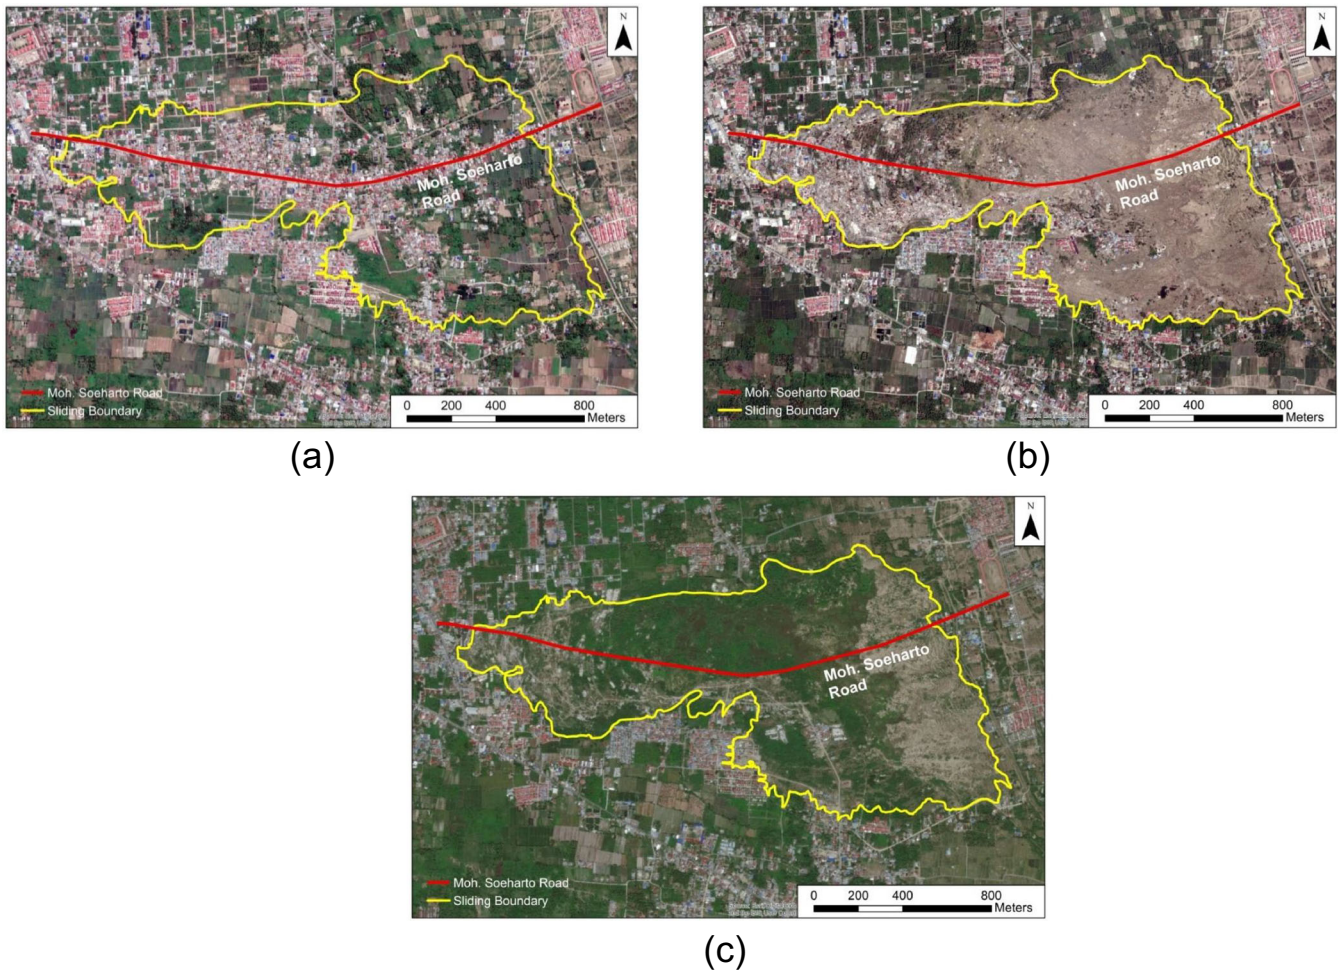 N
Moh. Soeharto
Road
Moh. Soeharto Road
Sliding Boundary
0 200 400 800
Meters
(a)
N
Moh. Soeharto
Road
Moh. Soeharto Road
Sliding Boundary
0 200 400 800
Meters
(b)
N
Moh. Soeharto
Road
Moh. Soeharto Road
Sliding Boundary
0 200 400 800
Meters
(c)